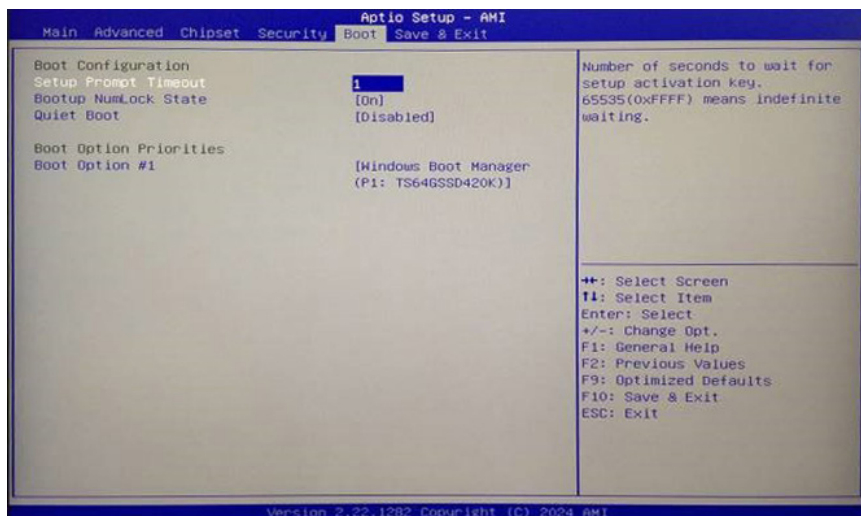 Aptio Setup - AMI
Main Advanced Chipset Security Boot Save & Exit
Boot Configuration
Setup Prompt Timeout 1
Bootup NumLock State [On]
Quiet Boot [Disabled]
Boot Option Priorities
Boot Option #1 [Windows Boot Manager
(P1: TS64GSSD420K)]
Number of seconds to wait for
setup activation key.
65535(0xFFFF) means indefinite
waiting.
→←: Select Screen
↑↓: Select Item
Enter: Select
+/-: Change Opt.
F1: General Help
F2: Previous Values
F9: Optimized Defaults
F10: Save & Exit
ESC: Exit
Version 2.22.1282 Copyright (C) 2024 AMI